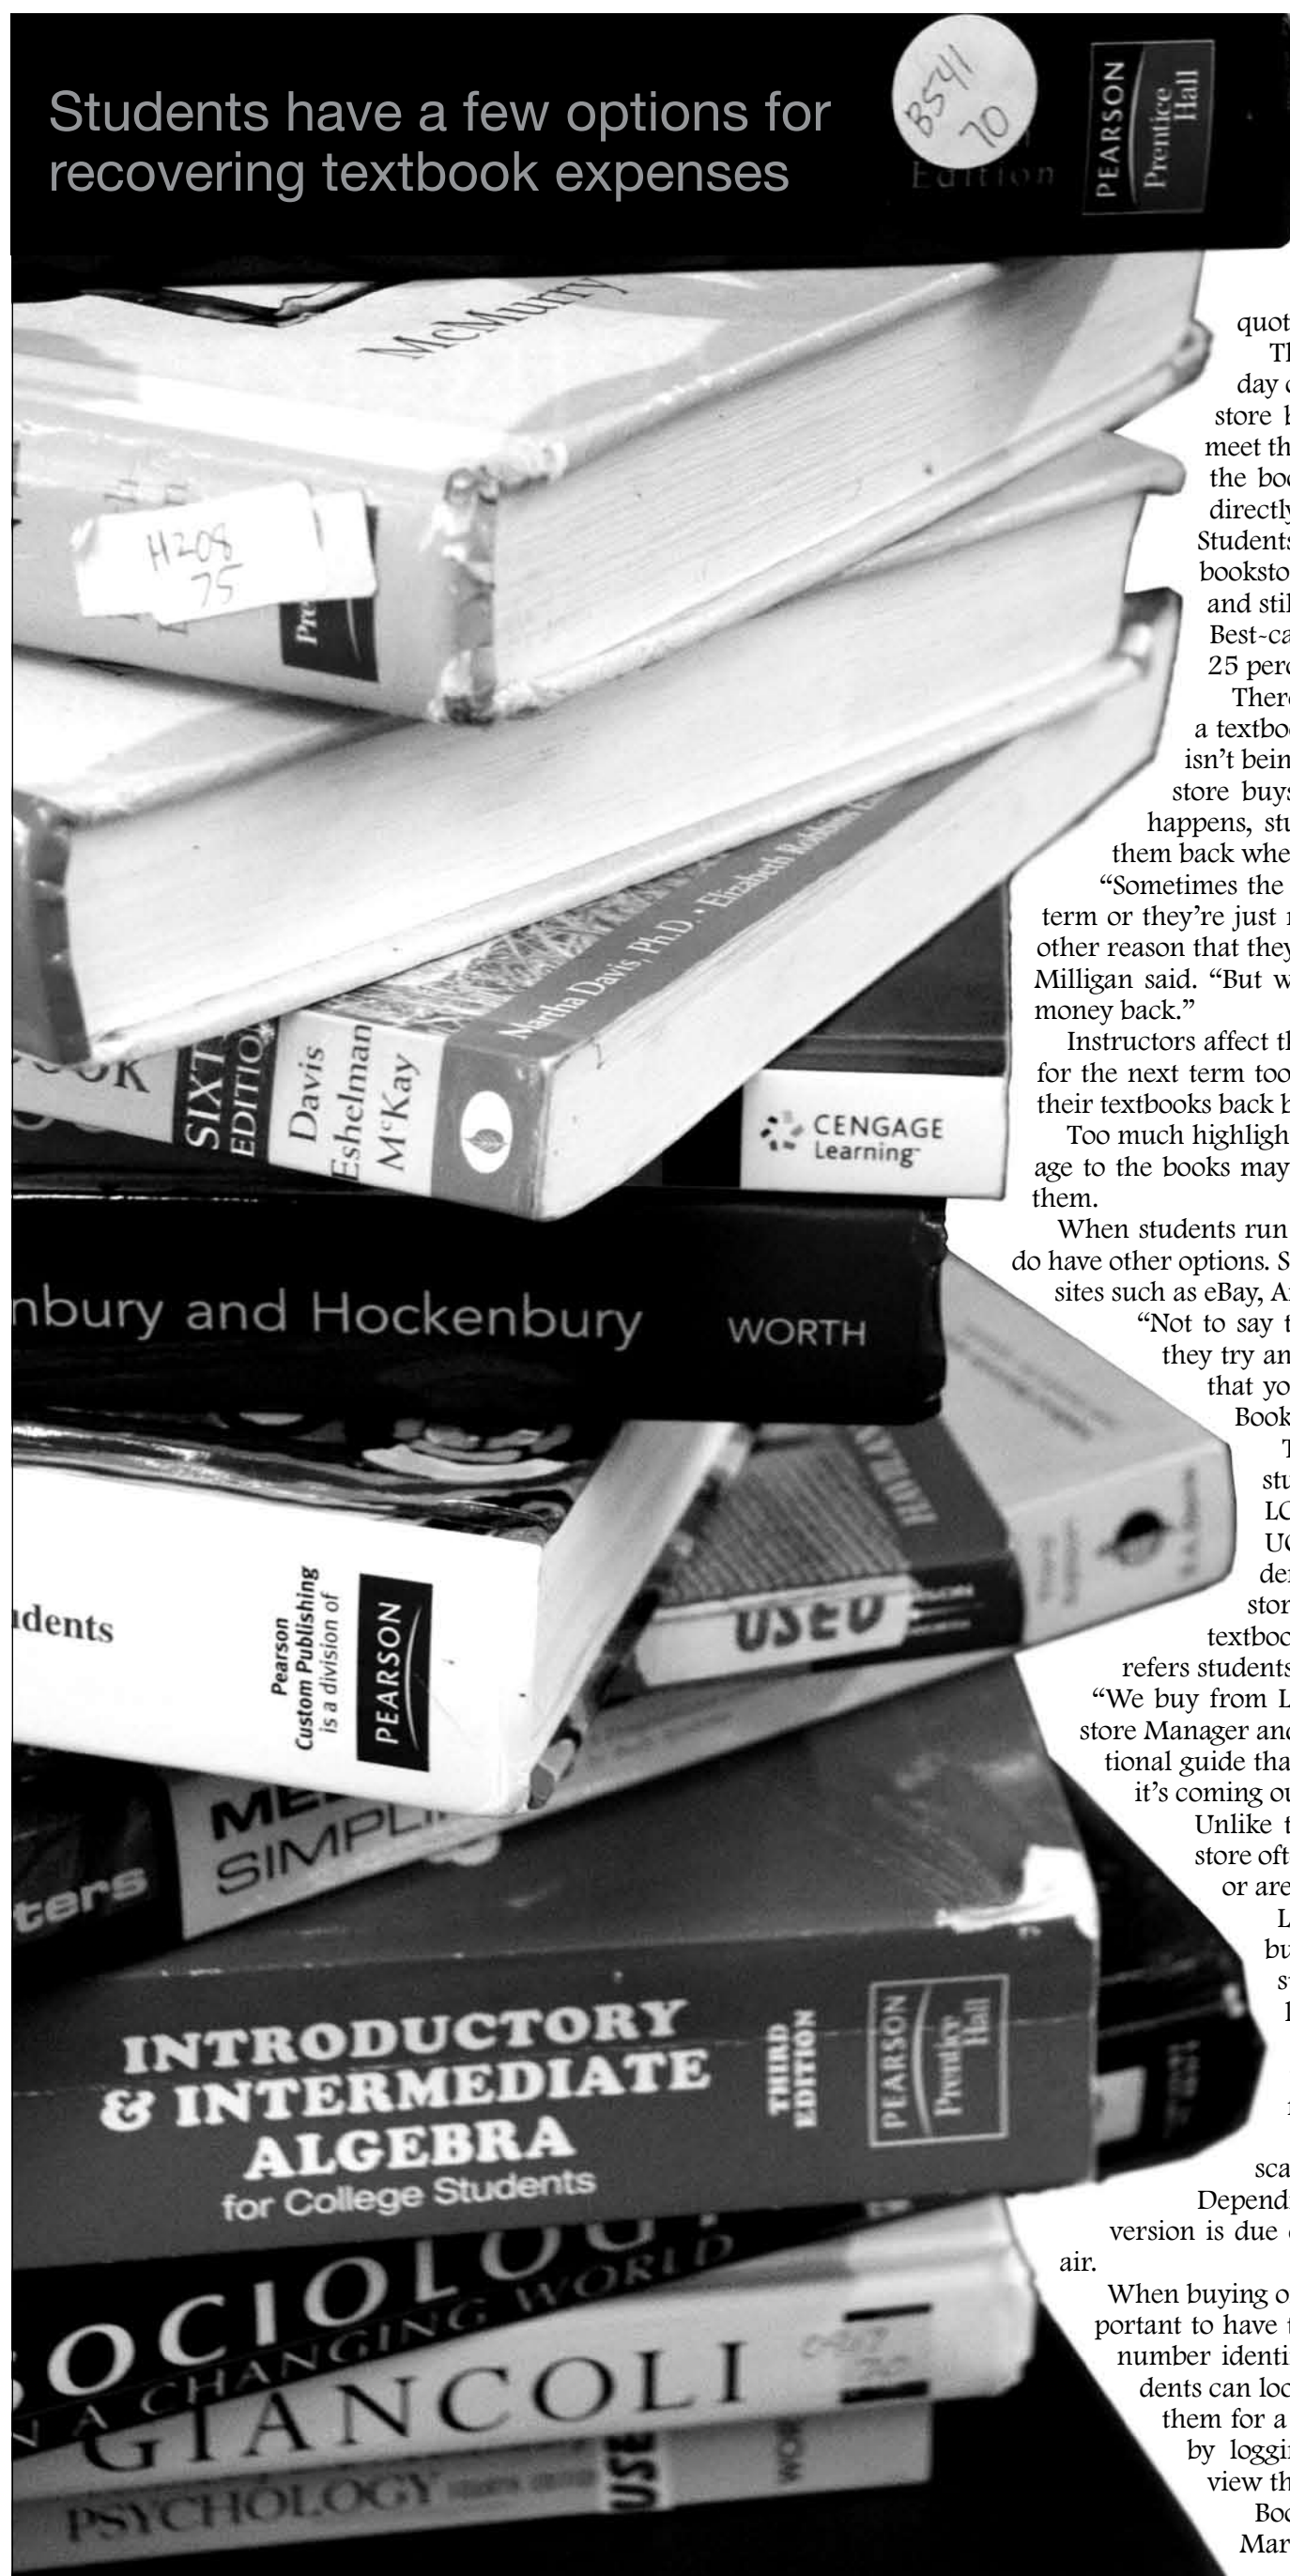 Students have a few options for
recovering textbook expenses
B541
70
Edition
PEARSON
Prentice
Hall
McMurry
H208
75
SIXT
EDITIO
Davis
Eshelman
McKay
Martha Davis, Ph.D. • Elizabeth Robbins
CENGAGE
Learning
nbury and Hockenbury
WORTH
USED
udents
Pearson
Custom Publishing
is a division of
PEARSON
SIMPLI
ters
INTRODUCTORY
& INTERMEDIATE
ALGEBRA
for College Students
THIRD
EDITION
PEARSON
Prentice
Hall
SOCIOLOGY
N A CHANGING WORLD
GIANCOLI
PSYCHOLOGY
USE
quot
Th
day
store b
meet th
the boo
directly
Students
booksto
and stil
Best-ca
25 perc
There
a textboo
isn't bein
store buys
happens, stu
them back whe
“Sometimes the
term or they’re just
other reason that they
Milligan said. “But w
money back.”
Instructors affect th
for the next term too
their textbooks back b
Too much highligh
age to the books may
them.
When students run
do have other options. S
sites such as eBay, A
“Not to say t
they try an
that yo
Book
T
stu
LC
UC
den
stor
textboo
refers students
“We buy from L
store Manager and
tional guide tha
it’s coming ou
Unlike t
store oft
or are
L
bu
s
sca
Dependi
version is due
air.
When buying o
portant to have t
number identi
dents can loo
them for a
by loggi
view th
Boo
Mar